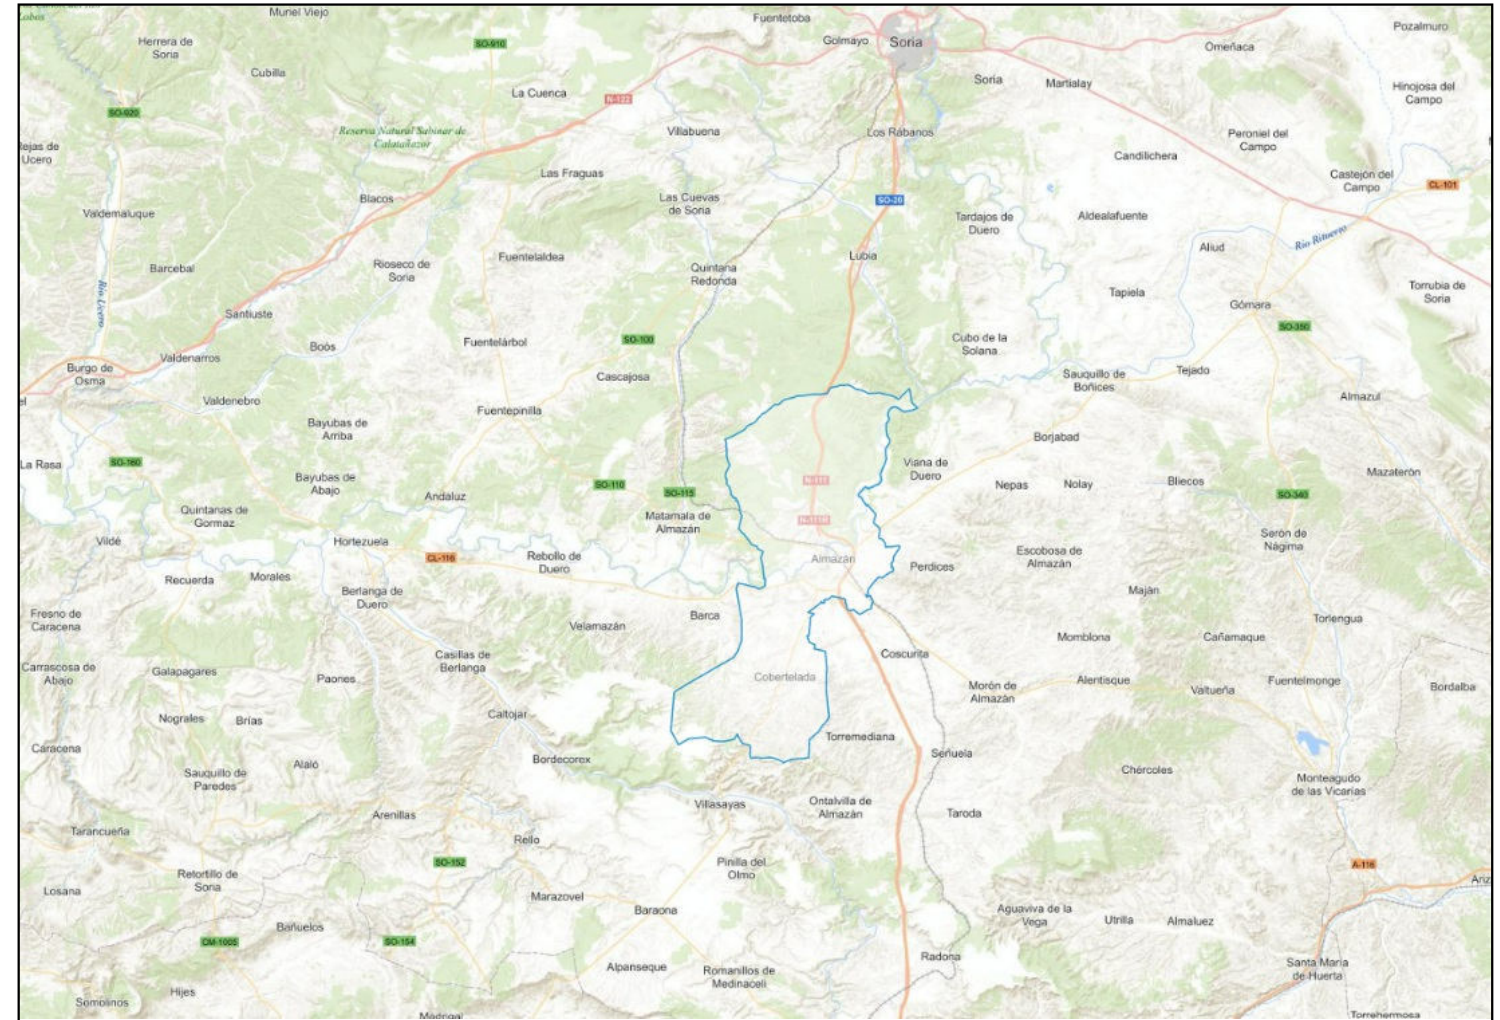 Lobos
Muriel Viejo
Fuentetoba
Golmayo
Soria
Pozalmuro
Herrera de
Soria
SO-910
Omeñaca
Cubilla
La Cuenca
N-122
Soria
Martialay
Hinojosa del
Campo
SO-920
Reserva Natural Sabinar de
Calatañazor
Villabuena
Los Rábanos
Peroniel del
Campo
Rejas de
Ucero
Candilichera
Las Fraguas
Castejón del
Campo
CL-101
Blacos
Las Cuevas
de Soria
SO-20
Valdemaluque
Tardajos de
Duero
Aldealafuente
Río Rituerto
Aliud
Barcebal
Rioseco de
Soria
Fuentelaldea
Quintana
Redonda
Lubia
Río Ucero
Tapiela
Torrubia de
Soria
Gómara
Santiuste
SO-350
Valdenarros
Boós
Fuentelárbol
SO-100
Cubo de la
Solana
Burgo de
Osma
Cascajosa
Sauquillo de
Boñices
Tejado
Valdenebro
Fuentepinilla
Almazul
Bayubas de
Arriba
Borjabad
La Rasa
SO-160
Viana de
Duero
Mazaterón
Bayubas de
Abajo
Andaluz
SO-110
SO-115
N-111
Nepas
Nolay
Bliecos
SO-340
Quintanas de
Gormaz
Matamala de
Almazán
Vildé
Hortezuela
CL-116
Rebollo de
Duero
Almazán
Perdices
Escobosa de
Almazán
Serón de
Nágima
Recuerda
Morales
Berlanga de
Duero
Maján
Fresno de
Caracena
Velamazán
Barca
Momblona
Cañamaque
Torlengua
Carrascosa de
Abajo
Galapagares
Paones
Casillas de
Berlanga
Cobertelada
Coscurita
Morón de
Almazán
Alentisque
Valtueña
Fuentelmonge
Bordalba
Nograles
Brías
Caltojar
Caracena
Torremediana
Señuela
Alaló
Bordecorex
Chércoles
Sauquillo de
Paredes
Monteagudo
de las Vicarías
Arenillas
Villasayas
Ontalvilla de
Almazán
Taroda
Tarancueña
Rello
SO-152
A-116
Retortillo de
Soria
Pinilla del
Olmo
Losana
Marazovel
Ariz
Baraona
Aguaviva de la
Vega
Utrilla
Almaluez
Bañuelos
CM-1005
SO-154
Alpanseque
Romanillos de
Medinaceli
Radona
Santa María
de Huerta
Somolinos
Hijes
Madrigal
Torrehermosa